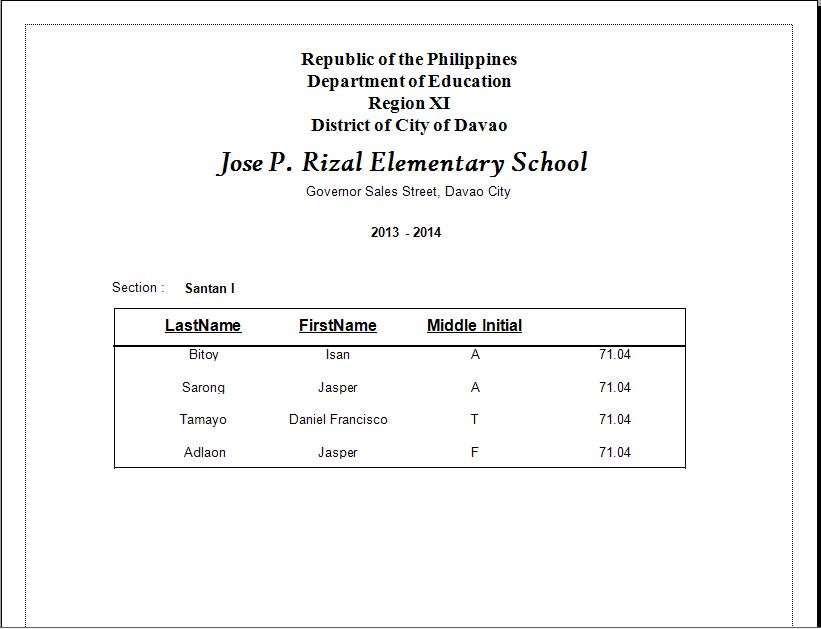 Republic of the Philippines
Department of Education
Region XI
District of City of Davao
Jose P. Rizal Elementary School
Governor Sales Street, Davao City
2013 - 2014
Section : Santan I
LastName FirstName Middle Initial
Bitoy Isan A 71.04
Sarong Jasper A 71.04
Tamayo Daniel Francisco T 71.04
Adlaon Jasper F 71.04